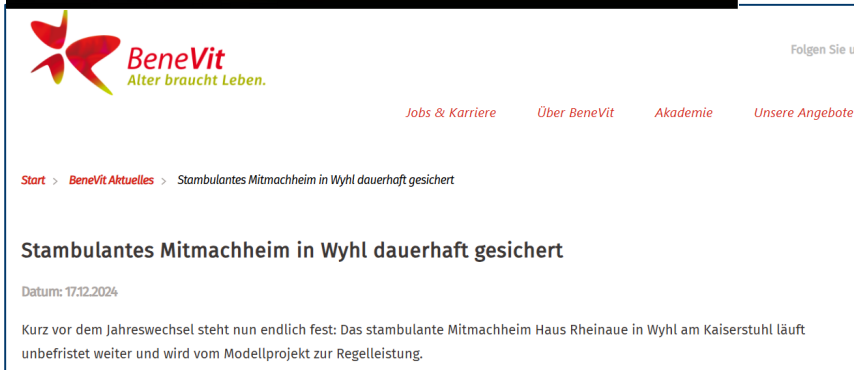 BeneVit
Alter braucht Leben.
Folgen Sie u
Jobs & Karriere Über BeneVit Akademie Unsere Angebote
Start > BeneVit Aktuelles > Stambulantes Mitmachheim in Wyhl dauerhaft gesichert
Stambulantes Mitmachheim in Wyhl dauerhaft gesichert
Datum: 17.12.2024
Kurz vor dem Jahreswechsel steht nun endlich fest: Das stambulante Mitmachheim Haus Rheinaue in Wyhl am Kaiserstuhl läuft
unbefristet weiter und wird vom Modellprojekt zur Regelleistung.